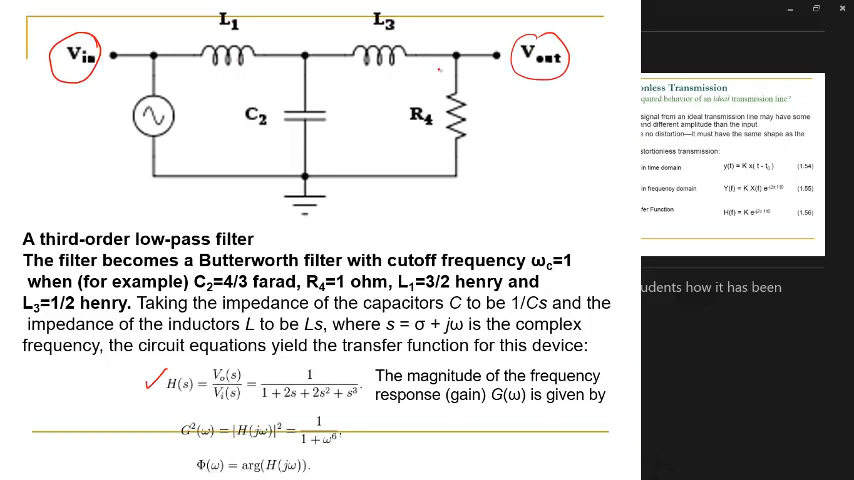 L1
L3
Vin
Vout
C2
R4
A third-order low-pass filter
The filter becomes a Butterworth filter with cutoff frequency ωc=1
when (for example) C2=4/3 farad, R4=1 ohm, L1=3/2 henry and
L3=1/2 henry. Taking the impedance of the capacitors C to be 1/Cs and the
impedance of the inductors L to be Ls, where s = σ + jω is the complex
frequency, the circuit equations yield the transfer function for this device:
H(s) = Vo(s)/Vi(s) = 1/(1 + 2s + 2s² + s³).
The magnitude of the frequency
response (gain) G(ω) is given by
G²(ω) = |H(jω)|² = 1/(1 + ω⁶),
Φ(ω) = arg(H(jω)).
onless Transmission
quired behavior of an ideal transmission line?
signal from an ideal transmission line may have some
nd different amplitude than the input
e no distortion—it must have the same shape as the
stortionless transmission:
in time domain y(t) = K x( t - t0 ) (1.54)
in frequency domain (1.55)
fer Function (1.56)
udents how it has been